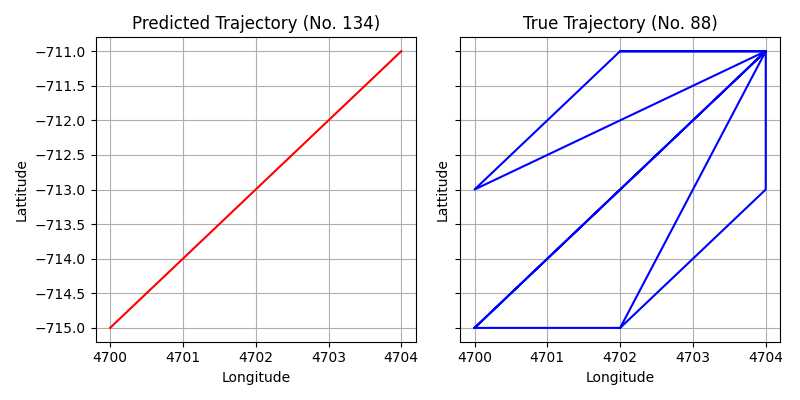 Predicted Trajectory (No. 134)
True Trajectory (No. 88)
Lattitude
−711.0
−711.5
−712.0
−712.5
−713.0
−713.5
−714.0
−714.5
−715.0
4700 4701 4702 4703 4704
Longitude
Lattitude
4700 4701 4702 4703 4704
Longitude